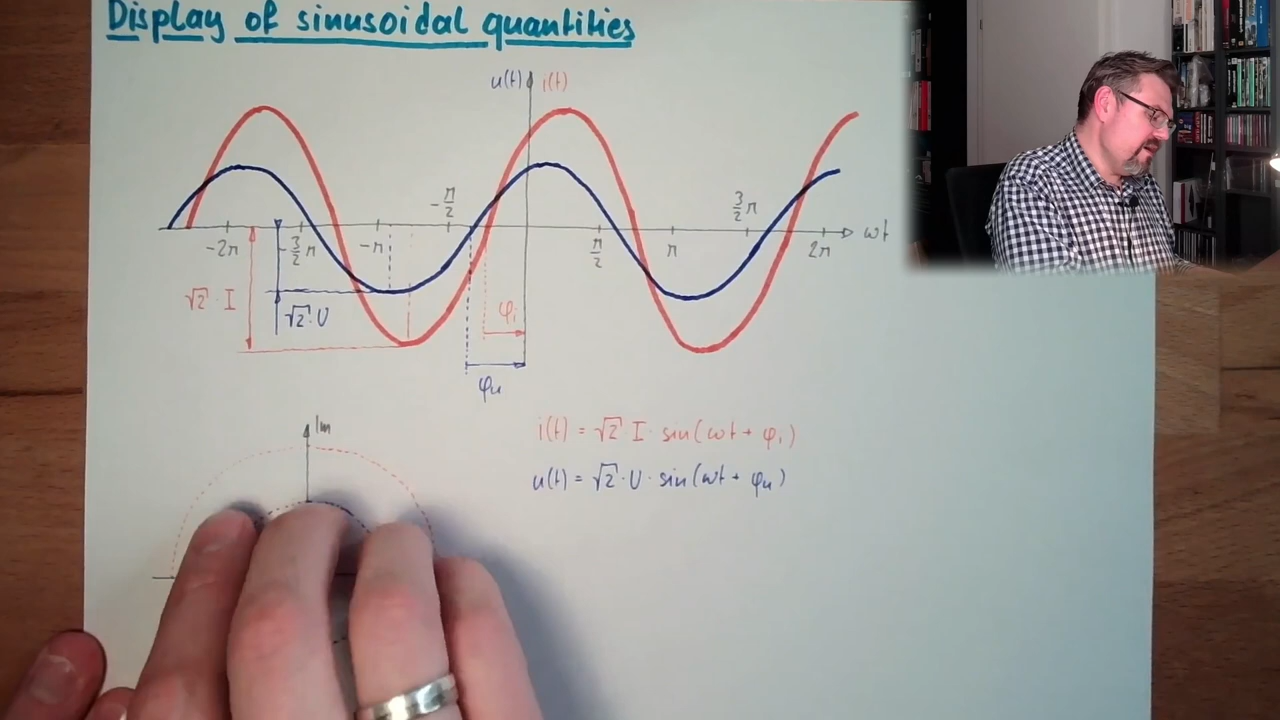 Display of sinusoidal quantities
u(t) i(t)
-π/2
3/2 π
ωt
-2π
-3/2 π
-π
π/2
π
2π
√2 · I
√2 · U
φi
φu
Im
i(t) = √2 · I · sin(ωt + φi)
u(t) = √2 · U · sin(ωt + φu)